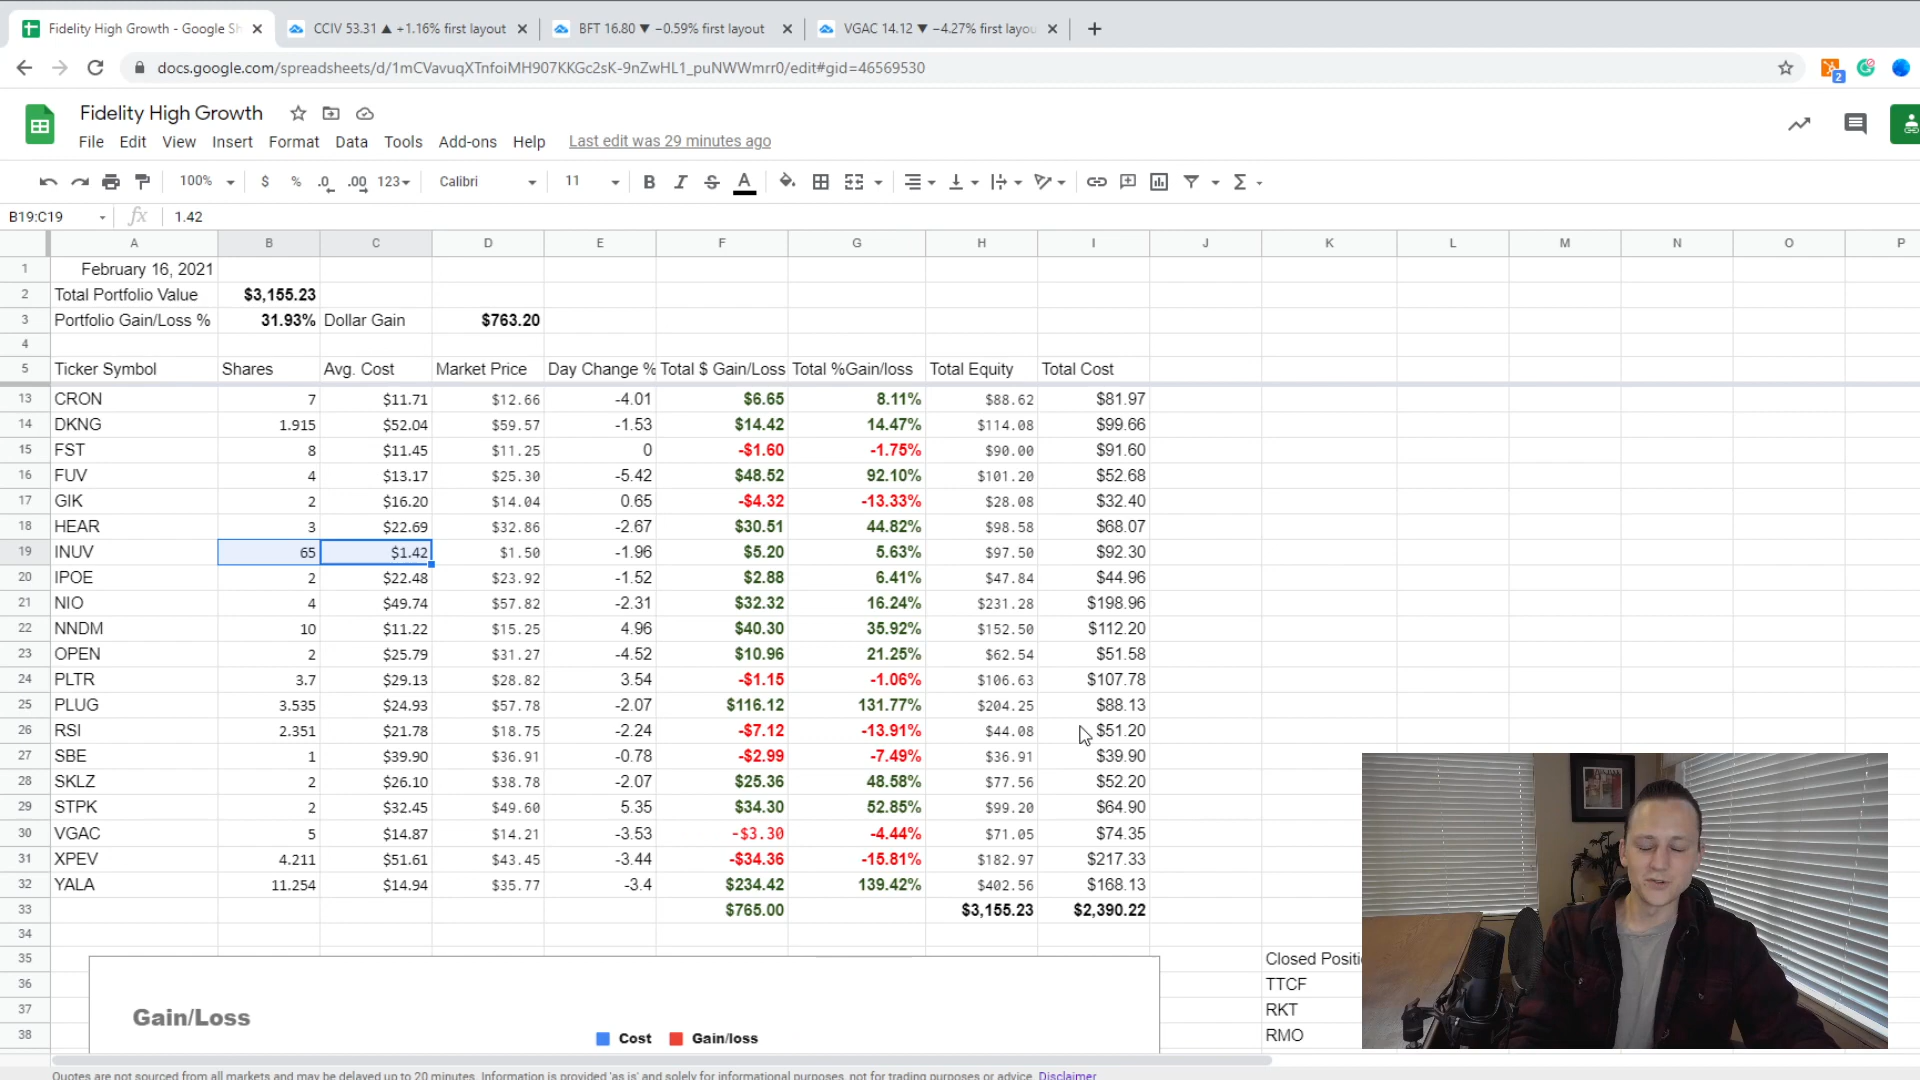 Fidelity High Growth - Google Sh
CCIV 53.31 ▲ +1.16% first layout
BFT 16.80 ▼ −0.59% first layout
VGAC 14.12 ▼ −4.27% first layou
docs.google.com/spreadsheets/d/1mCVavuqXTnfoiMH907KKGc2sK-9nZwHL1_puNWWmrr0/edit#gid=46569530
2
Fidelity High Growth
File Edit View Insert Format Data Tools Add-ons Help Last edit was 29 minutes ago
100% $ % .0 .00 123 Calibri 11 B I S A Σ
B19:C19 fx 1.42
A B C D E F G H I J K L M N O P
1 February 16, 2021
2 Total Portfolio Value $3,155.23
3 Portfolio Gain/Loss % 31.93% Dollar Gain $763.20
4
5 Ticker Symbol Shares Avg. Cost Market Price Day Change % Total $ Gain/Loss Total %Gain/loss Total Equity Total Cost
13 CRON 7 $11.71 $12.66 -4.01 $6.65 8.11% $88.62 $81.97
14 DKNG 1.915 $52.04 $59.57 -1.53 $14.42 14.47% $114.08 $99.66
15 FST 8 $11.45 $11.25 0 -$1.60 -1.75% $90.00 $91.60
16 FUV 4 $13.17 $25.30 -5.42 $48.52 92.10% $101.20 $52.68
17 GIK 2 $16.20 $14.04 0.65 -$4.32 -13.33% $28.08 $32.40
18 HEAR 3 $22.69 $32.86 -2.67 $30.51 44.82% $98.58 $68.07
19 INUV 65 $1.42 $1.50 -1.96 $5.20 5.63% $97.50 $92.30
20 IPOE 2 $22.48 $23.92 -1.52 $2.88 6.41% $47.84 $44.96
21 NIO 4 $49.74 $57.82 -2.31 $32.32 16.24% $231.28 $198.96
22 NNDM 10 $11.22 $15.25 4.96 $40.30 35.92% $152.50 $112.20
23 OPEN 2 $25.79 $31.27 -4.52 $10.96 21.25% $62.54 $51.58
24 PLTR 3.7 $29.13 $28.82 3.54 -$1.15 -1.06% $106.63 $107.78
25 PLUG 3.535 $24.93 $57.78 -2.07 $116.12 131.77% $204.25 $88.13
26 RSI 2.351 $21.78 $18.75 -2.24 -$7.12 -13.91% $44.08 $51.20
27 SBE 1 $39.90 $36.91 -0.78 -$2.99 -7.49% $36.91 $39.90
28 SKLZ 2 $26.10 $38.78 -2.07 $25.36 48.58% $77.56 $52.20
29 STPK 2 $32.45 $49.60 5.35 $34.30 52.85% $99.20 $64.90
30 VGAC 5 $14.87 $14.21 -3.53 -$3.30 -4.44% $71.05 $74.35
31 XPEV 4.211 $51.61 $43.45 -3.44 -$34.36 -15.81% $182.97 $217.33
32 YALA 11.254 $14.94 $35.77 -3.4 $234.42 139.42% $402.56 $168.13
33 $765.00 $3,155.23 $2,390.22
34
35 Closed Positi
36 TTCF
37 Gain/Loss RKT
38 Cost Gain/loss RMO
Quotes are not sourced from all markets and may be delayed up to 20 minutes. Information is provided 'as is' and solely for informational purposes, not for trading purposes or advice. Disclaimer